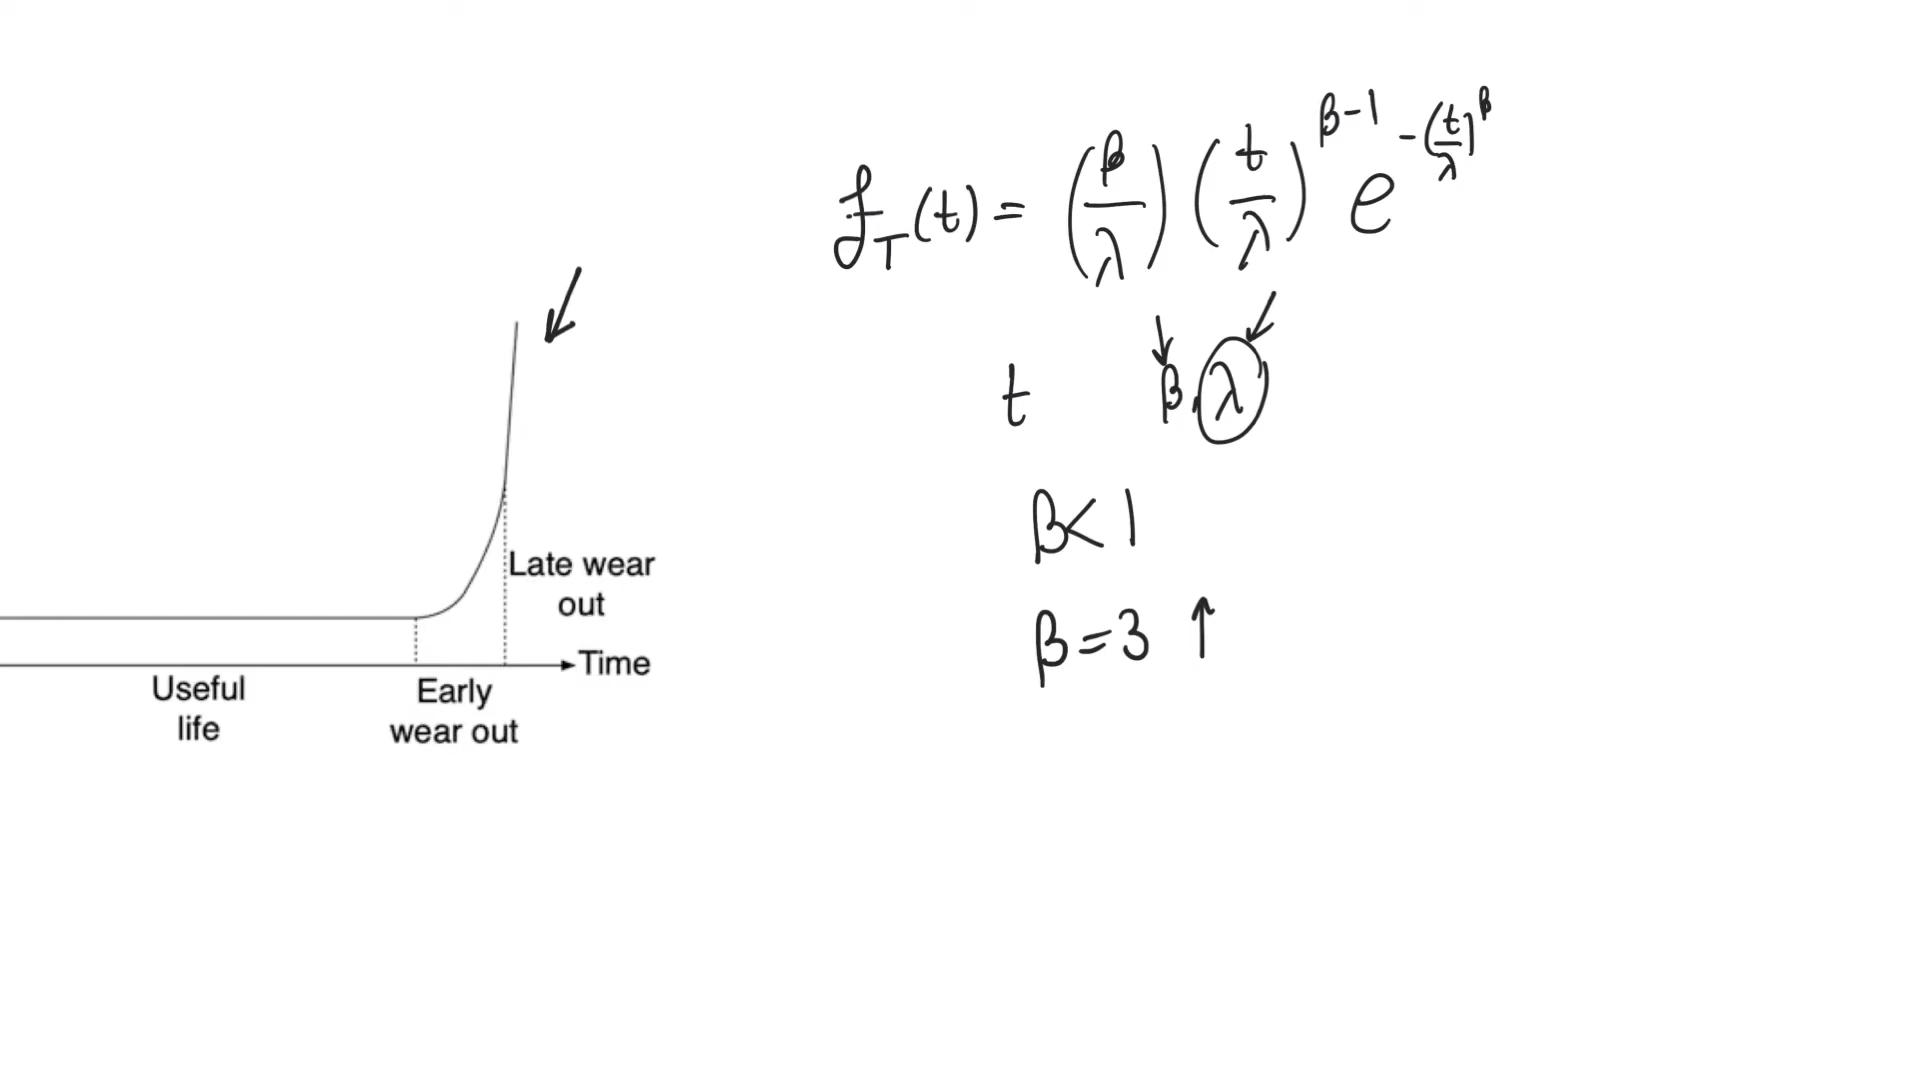 f_T(t) = (β/λ) (t/λ)^{β-1} e^{-(t/λ)^β}
t β, λ
β < 1
β = 3 ↑
Late wear
out
Time
Useful
life
Early
wear out